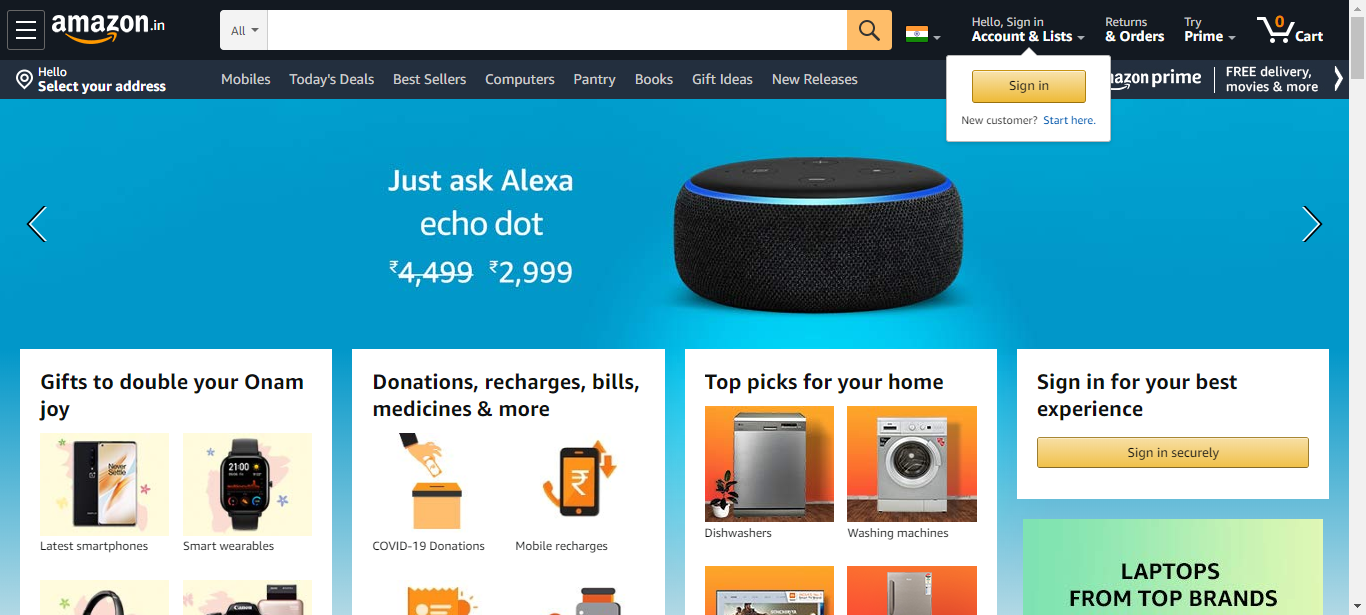 amazon.in
All
Hello, Sign in
Account & Lists
Returns
& Orders
Try
Prime
0
Cart
Hello
Select your address
Mobiles
Today's Deals
Best Sellers
Computers
Pantry
Books
Gift Ideas
New Releases
prime
FREE delivery,
movies & more
Sign in
New customer? Start here.
Just ask Alexa
echo dot
₹4,499 ₹2,999
Gifts to double your Onam
joy
Latest smartphones
Smart wearables
Donations, recharges, bills,
medicines & more
COVID-19 Donations
Mobile recharges
Top picks for your home
Dishwashers
Washing machines
Sign in for your best
experience
Sign in securely
LAPTOPS
FROM TOP BRANDS
Never
Settle
21:00
₹
Canon